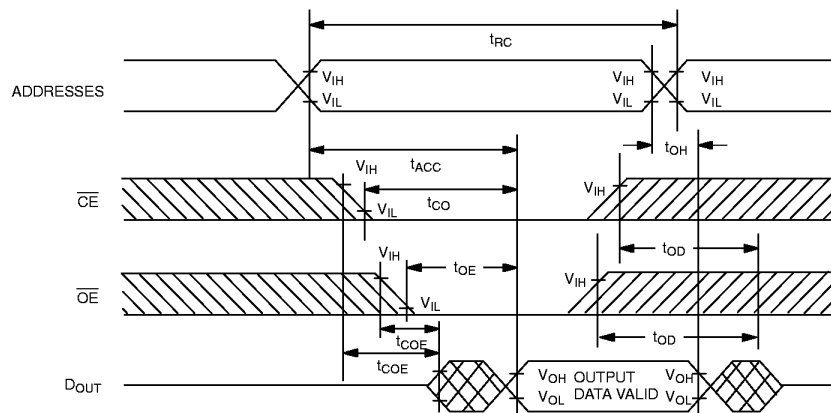 tRC
VIH VIH VIH
ADDRESSES
VIL VIL VIL
tOH
tACC
VIH
VIH
CE
tCO
VIL
tOD
VIH
tOE
VIH
OE
VIL
tOD
tCOE
tCOE
VOH OUTPUT VOH
DOUT
VOL DATA VALID VOL